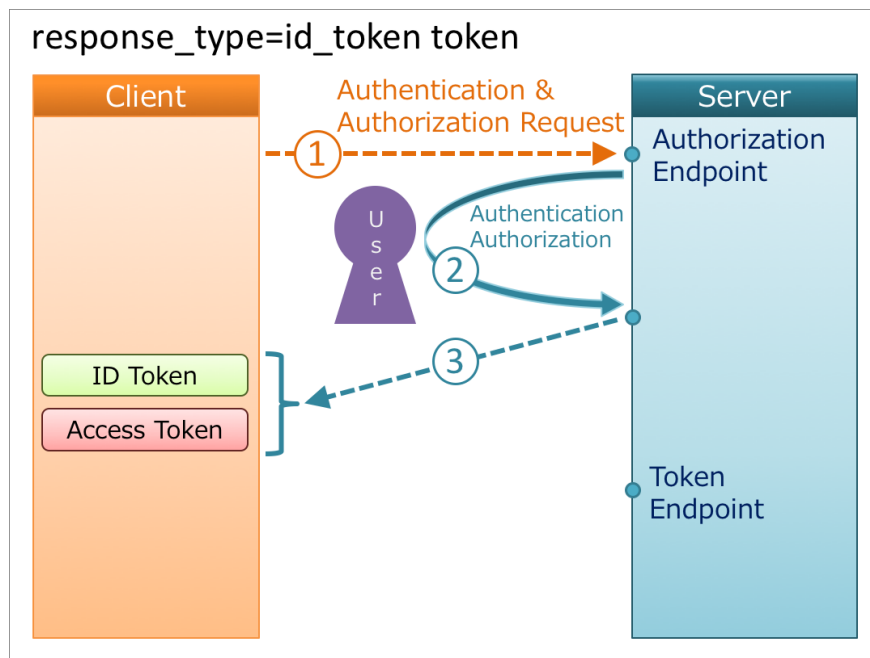 response_type=id_token token
Client
Authentication &
Authorization Request
Server
1
Authorization
Endpoint
User
Authentication
Authorization
2
3
ID Token
Access Token
Token
Endpoint